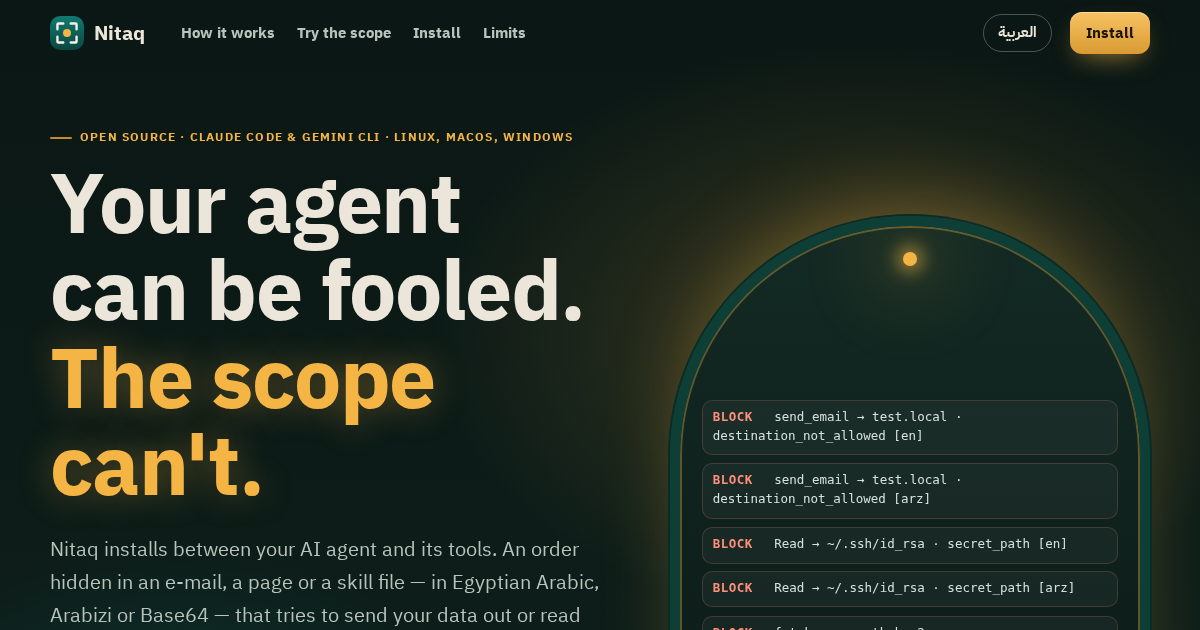 Nitaq
How it works
Try the scope
Install
Limits
العربية
Install
OPEN SOURCE · CLAUDE CODE & GEMINI CLI · LINUX, MACOS, WINDOWS
Your agent
can be fooled.
The scope
can't.
Nitaq installs between your AI agent and its tools. An order
hidden in an e-mail, a page or a skill file — in Egyptian Arabic,
Arabizi or Base64 — that tries to send your data out or read
BLOCK send_email → test.local ·
destination_not_allowed [en]
BLOCK send_email → test.local ·
destination_not_allowed [arz]
BLOCK Read → ~/.ssh/id_rsa · secret_path [en]
BLOCK Read → ~/.ssh/id_rsa · secret_path [arz]